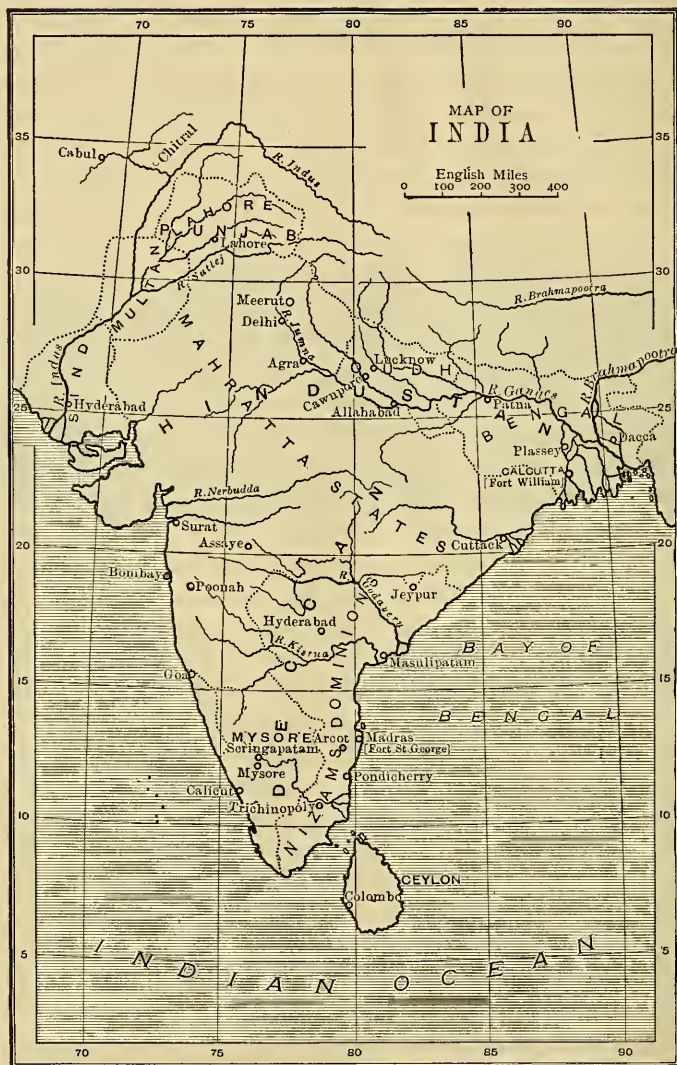 70 75 80 85 90
MAP OF
INDIA
English Miles
0 100 200 300 400
35 35
Cabul
Chitral
R. Indus
LAHORE
PUNJAB
Lahore
MULTAN
R. Sutlej
30 30
R. Brahmapootra
Meerut
Delhi
R. Jumna
SIND
R. Indus
MAHRATTA STATES
Agra
Lucknow
OUDH
Cawnpore
R. Brahmapootra
HINDUSTAN
R. Ganges
Hyderabad
Allahabad
Patna
BENGAL
25 25
Plassey
Dacca
CALCUTTA
[Fort William]
R. Nerbudda
Surat
Assaye
Cuttack
20 20
Bombay
Poonah
R. Godavery
Jeypur
Hyderabad
DECCAN
R. Kistna
Masulipatam
BAY OF
BENGAL
Goa
15 15
NIZAMS DOMINION
MYSORE
Arcot
Madras
[Fort St. George]
Seringapatam
Mysore
Pondicherry
Calicut
Trichinopoly
10 10
CEYLON
Colombo
5 5
INDIAN OCEAN
70 75 80 85 90